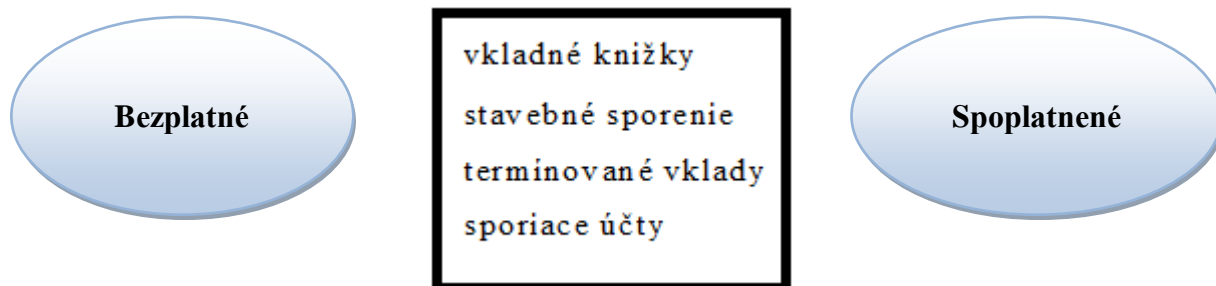 Bezplatné
vkladné knižky
stavebné sporenie
termínované vklady
sporiace účty
Spoplatnené